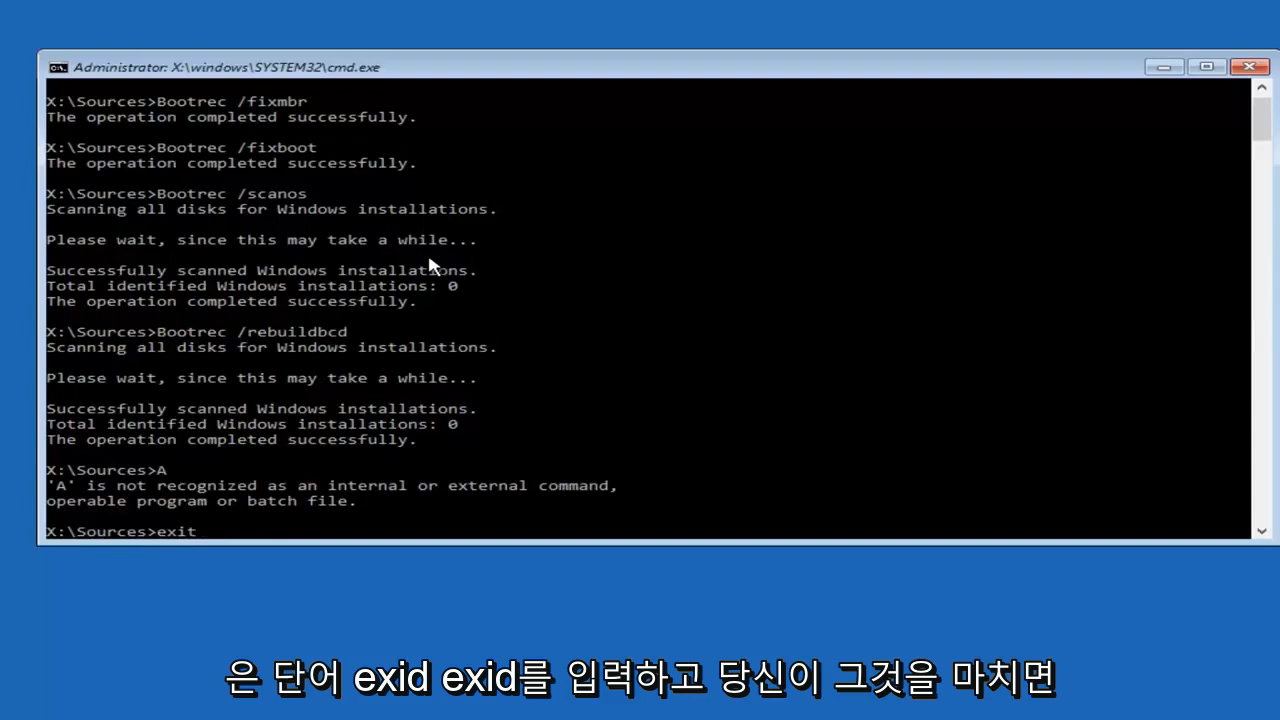 Administrator: X:\windows\SYSTEM32\cmd.exe
X:\Sources>Bootrec /fixmbr
The operation completed successfully.
X:\Sources>Bootrec /fixboot
The operation completed successfully.
X:\Sources>Bootrec /scanos
Scanning all disks for Windows installations.
Please wait, since this may take a while...
Successfully scanned Windows installations.
Total identified Windows installations: 0
The operation completed successfully.
X:\Sources>Bootrec /rebuildbcd
Scanning all disks for Windows installations.
Please wait, since this may take a while...
Successfully scanned Windows installations.
Total identified Windows installations: 0
The operation completed successfully.
X:\Sources>A
'A' is not recognized as an internal or external command,
operable program or batch file.
X:\Sources>exit
은 단어 exid exid를 입력하고 당신이 그것을 마치면